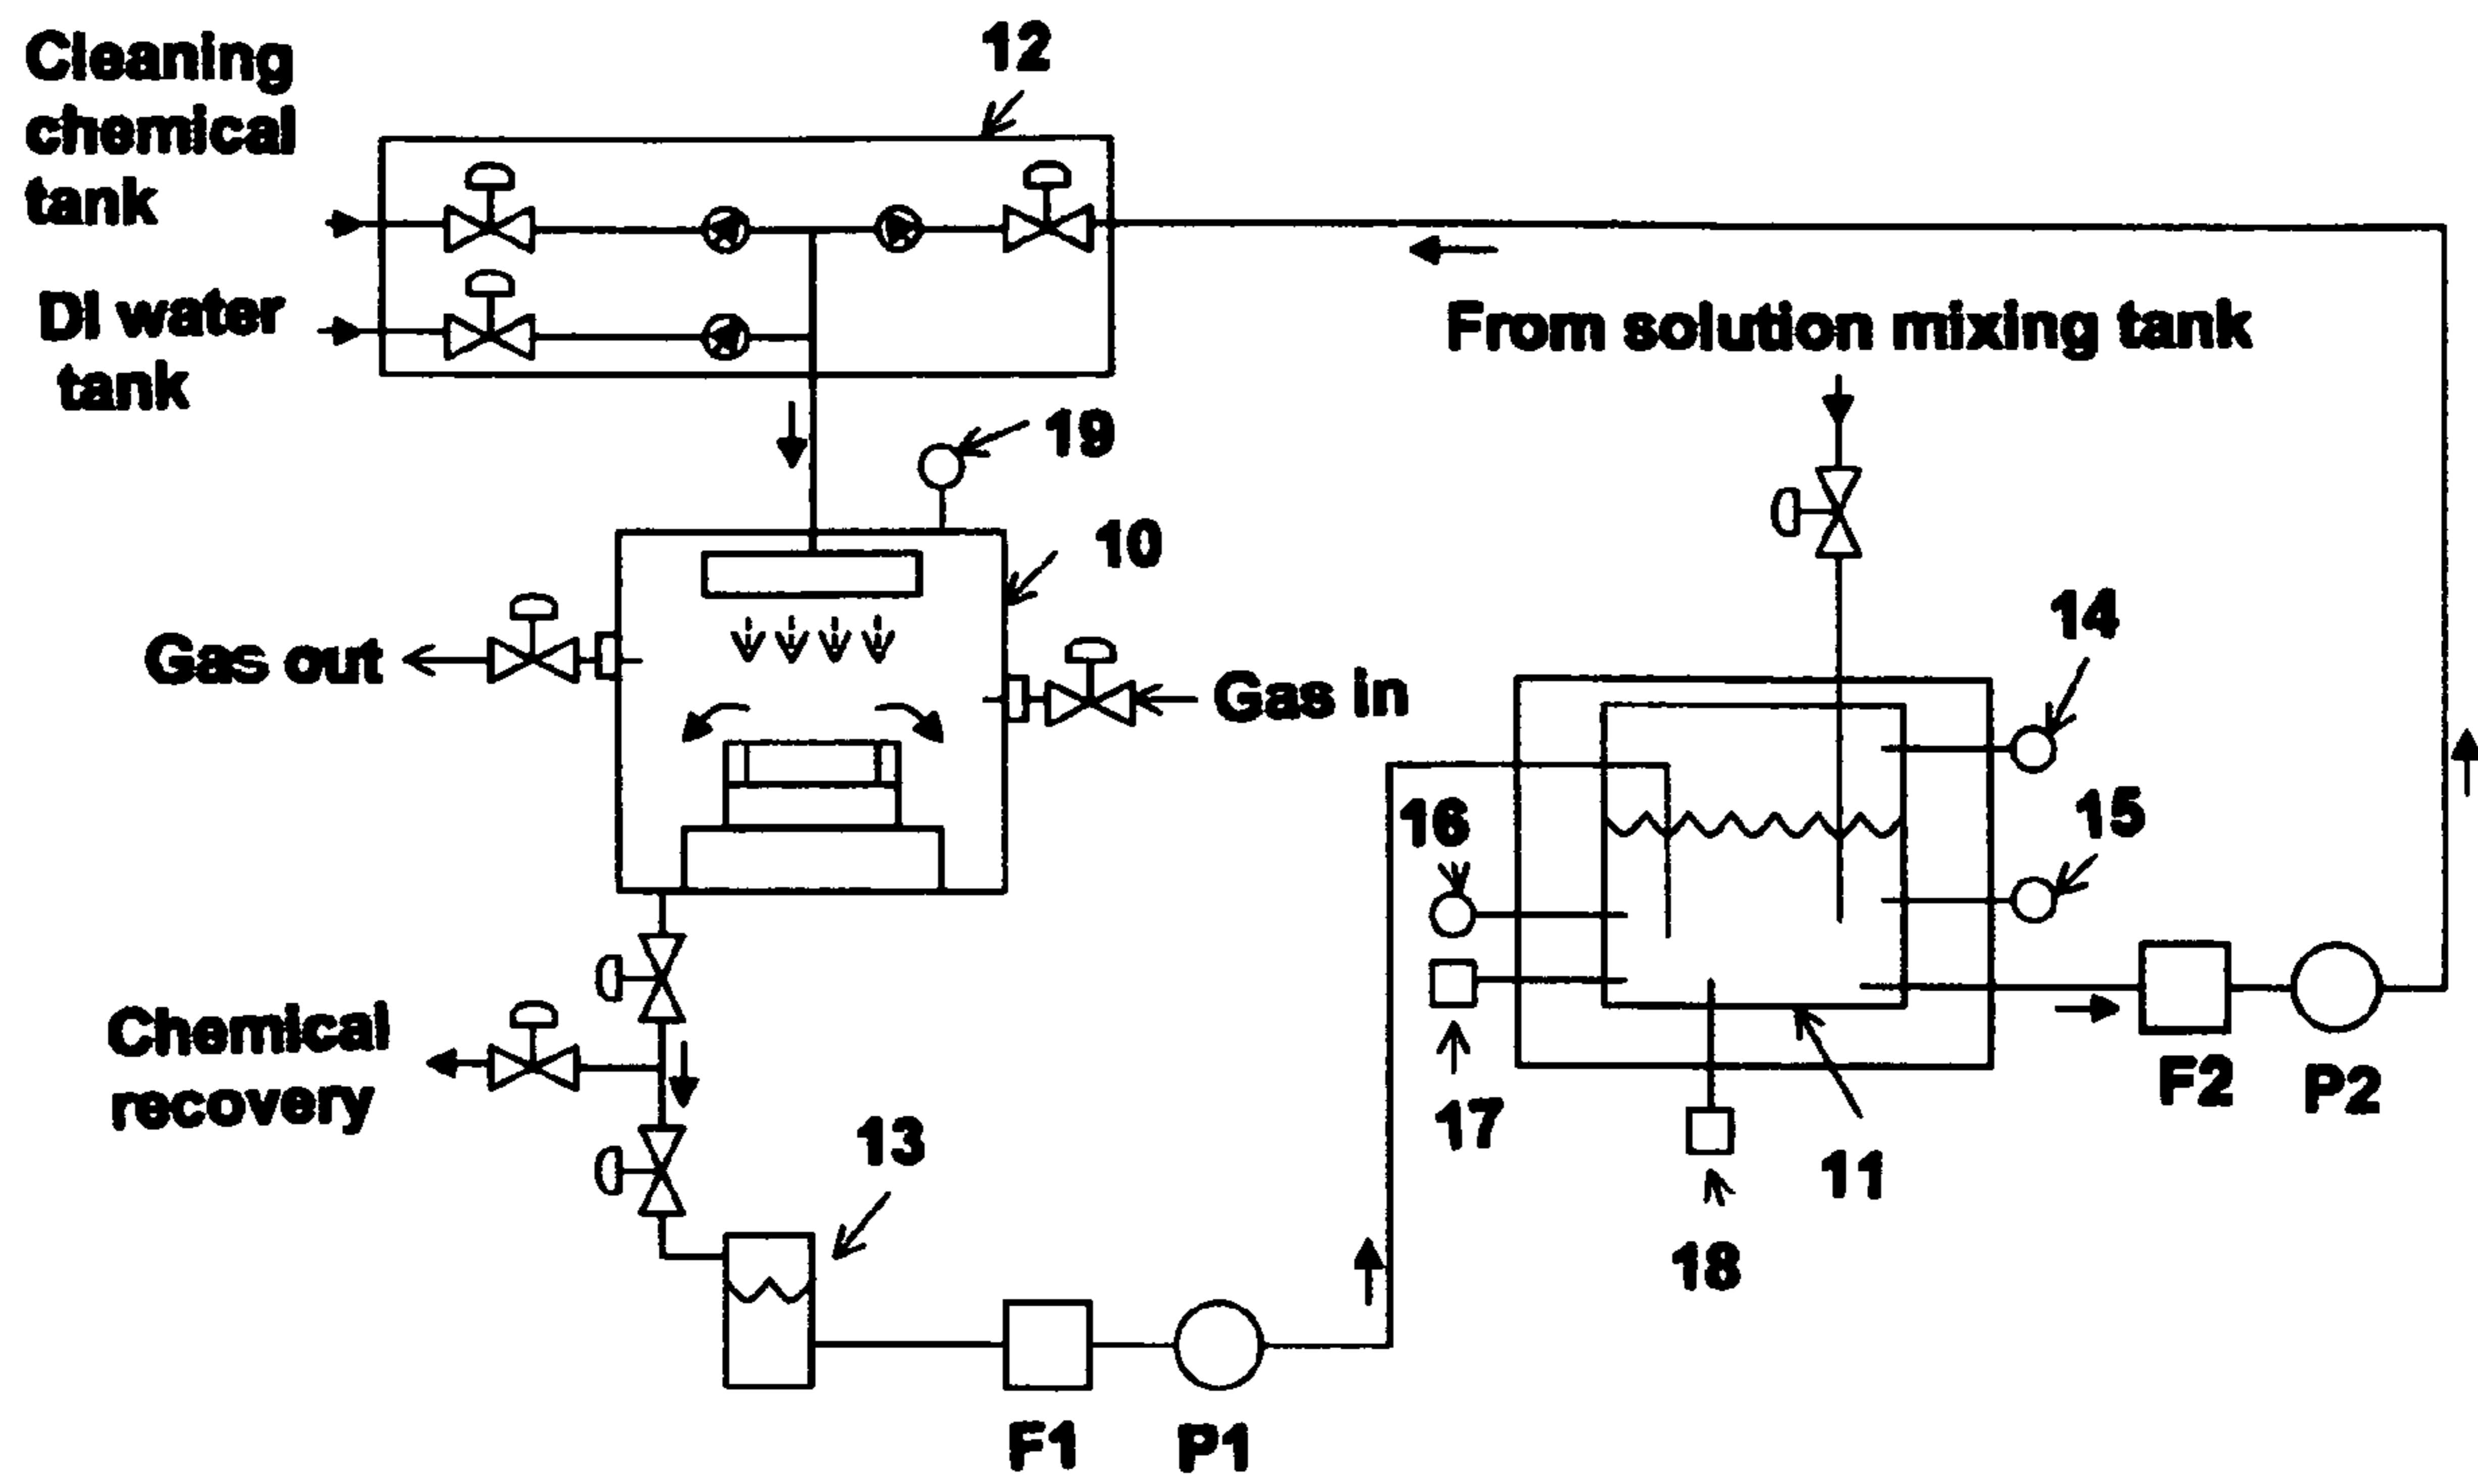 Cleaning
chemical
tank
12
DI water
tank
From solution mixing tank
19
10
14
Gas out
Gas in
16
15
Chemical
recovery
13
17
11
F2
P2
18
F1
P1